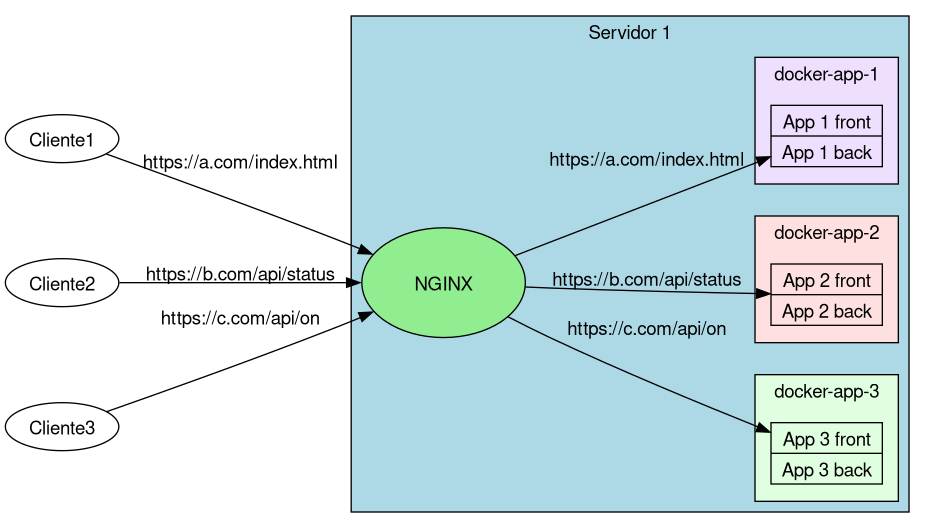 Servidor 1
docker-app-1
App 1 front
App 1 back
Cliente1
https://a.com/index.html
https://a.com/index.html
docker-app-2
App 2 front
App 2 back
Cliente2
https://b.com/api/status
NGINX
https://b.com/api/status
https://c.com/api/on
https://c.com/api/on
docker-app-3
App 3 front
App 3 back
Cliente3